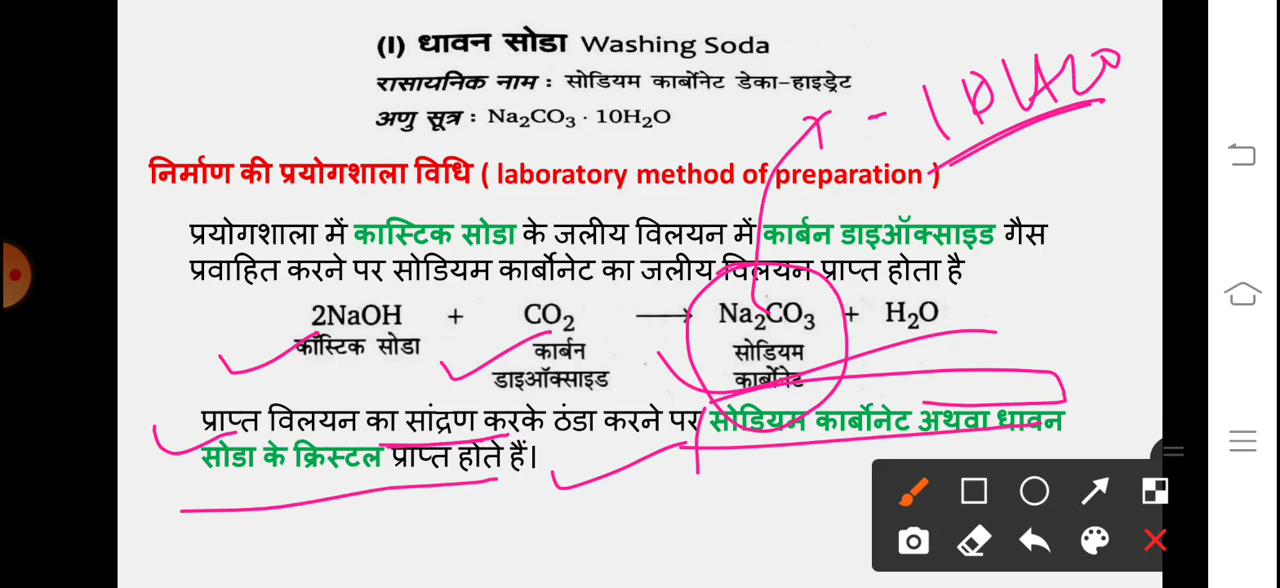 (I) धावन सोडा Washing Soda
रासायनिक नाम : सोडियम कार्बोनेट डेका-हाइड्रेट
अणु सूत्र : Na₂CO₃ · 10H₂O
निर्माण की प्रयोगशाला विधि ( laboratory method of preparation )
प्रयोगशाला में कास्टिक सोडा के जलीय विलयन में कार्बन डाइऑक्साइड गैस
प्रवाहित करने पर सोडियम कार्बोनेट का जलीय विलयन प्राप्त होता है
2NaOH + CO₂ ⟶ Na₂CO₃ + H₂O
कॉस्टिक सोडा कार्बन सोडियम
डाइऑक्साइड कार्बोनेट
प्राप्त विलयन का सांद्रण करके ठंडा करने पर सोडियम कार्बोनेट अथवा धावन
सोडा के क्रिस्टल प्राप्त होते हैं।